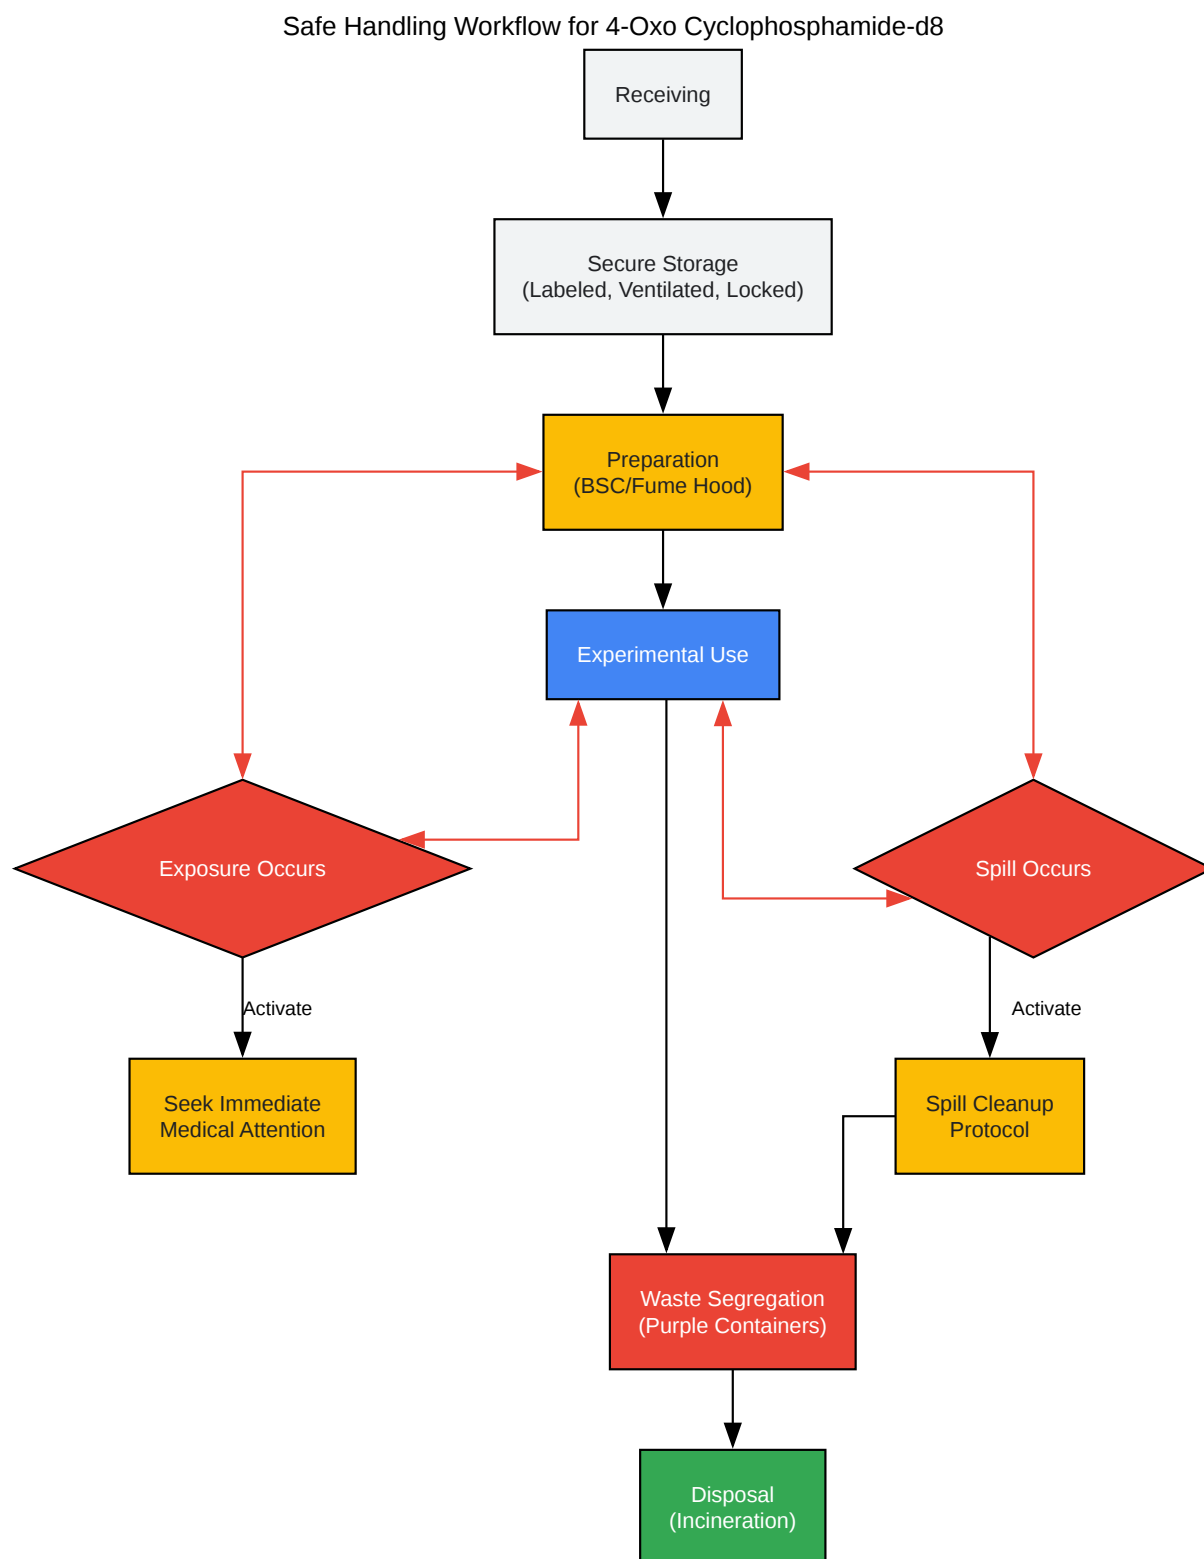 Safe Handling Workflow for 4-Oxo Cyclophosphamide-d8
Receiving
Secure Storage
(Labeled, Ventilated, Locked)
Preparation
(BSC/Fume Hood)
Experimental Use
Exposure Occurs
Spill Occurs
Activate
Activate
Seek Immediate
Medical Attention
Spill Cleanup
Protocol
Waste Segregation
(Purple Containers)
Disposal
(Incineration)